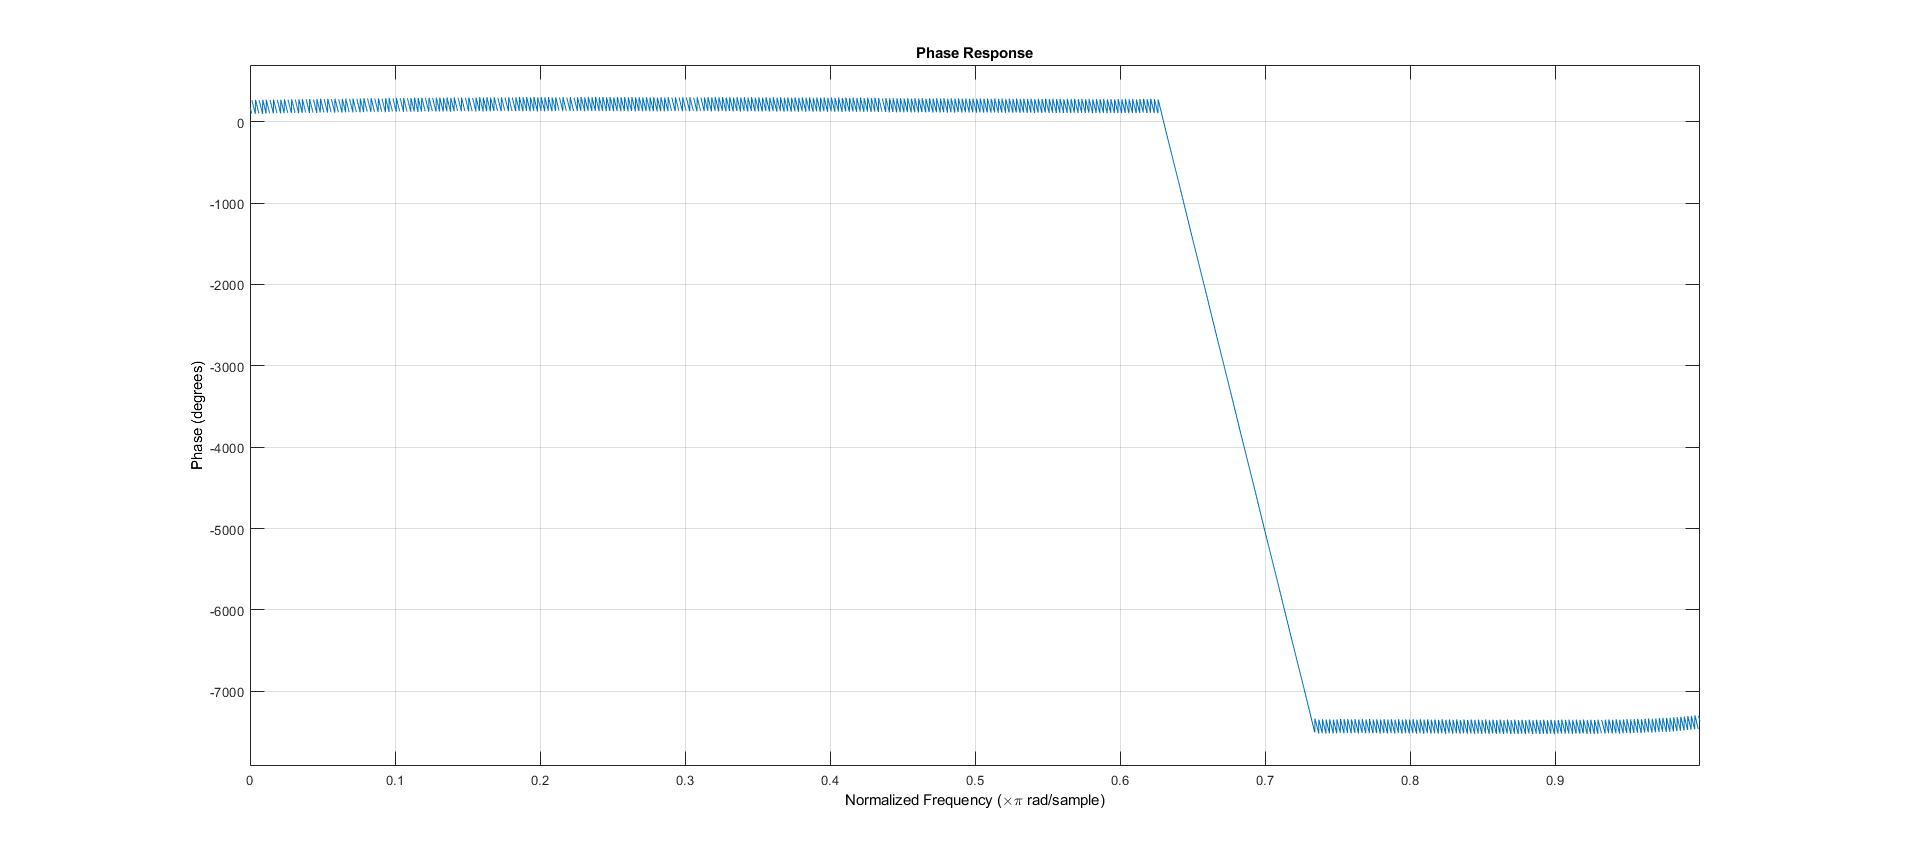 Phase Response
0
-1000
-2000
-3000
-4000
-5000
-6000
-7000
Phase (degrees)
0 0.1 0.2 0.3 0.4 0.5 0.6 0.7 0.8 0.9
Normalized Frequency (×π rad/sample)